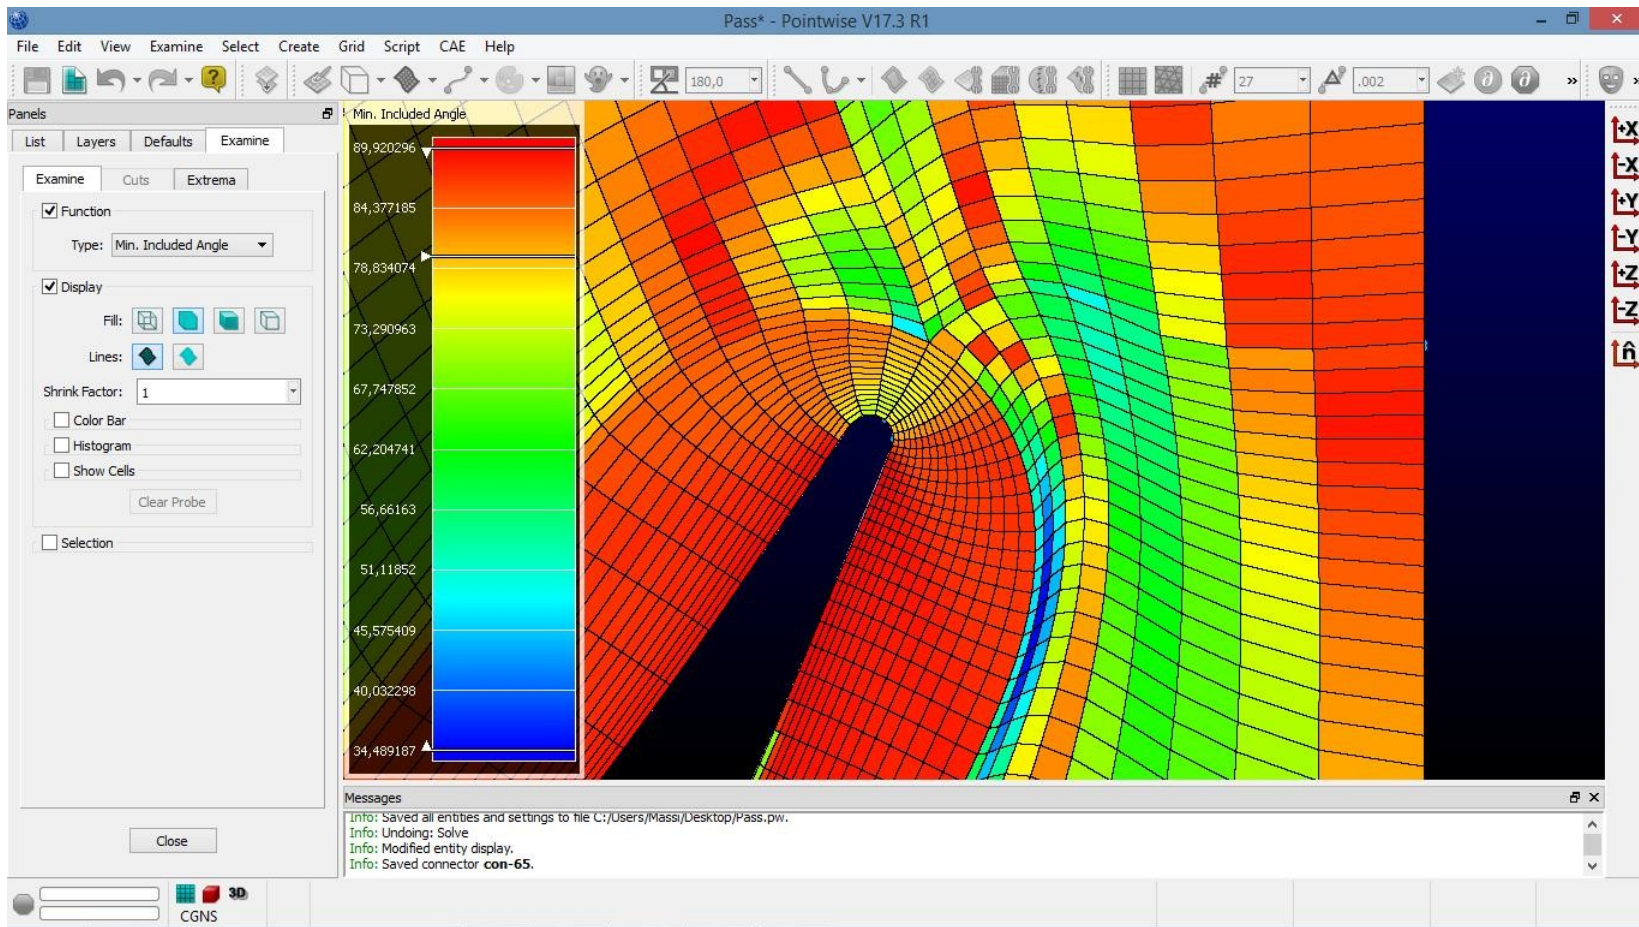 Pass* - Pointwise V17.3 R1
File Edit View Examine Select Create Grid Script CAE Help
180,0 27 .002
Panels
List Layers Defaults Examine
Examine Cuts Extrema
Function
Type: Min. Included Angle
Display
Fill:
Lines:
Shrink Factor: 1
Color Bar
Histogram
Show Cells
Clear Probe
Selection
Close
Min. Included Angle
89,920296
84,377185
78,834074
73,290963
67,747852
62,204741
56,66163
51,11852
45,575409
40,032298
34,489187
+X
-X
+Y
-Y
+Z
-Z
n̂
Messages
Info: Saved all entities and settings to file C:/Users/Massi/Desktop/Pass.pw.
Info: Undoing: Solve
Info: Modified entity display.
Info: Saved connector con-65.
3D
CGNS